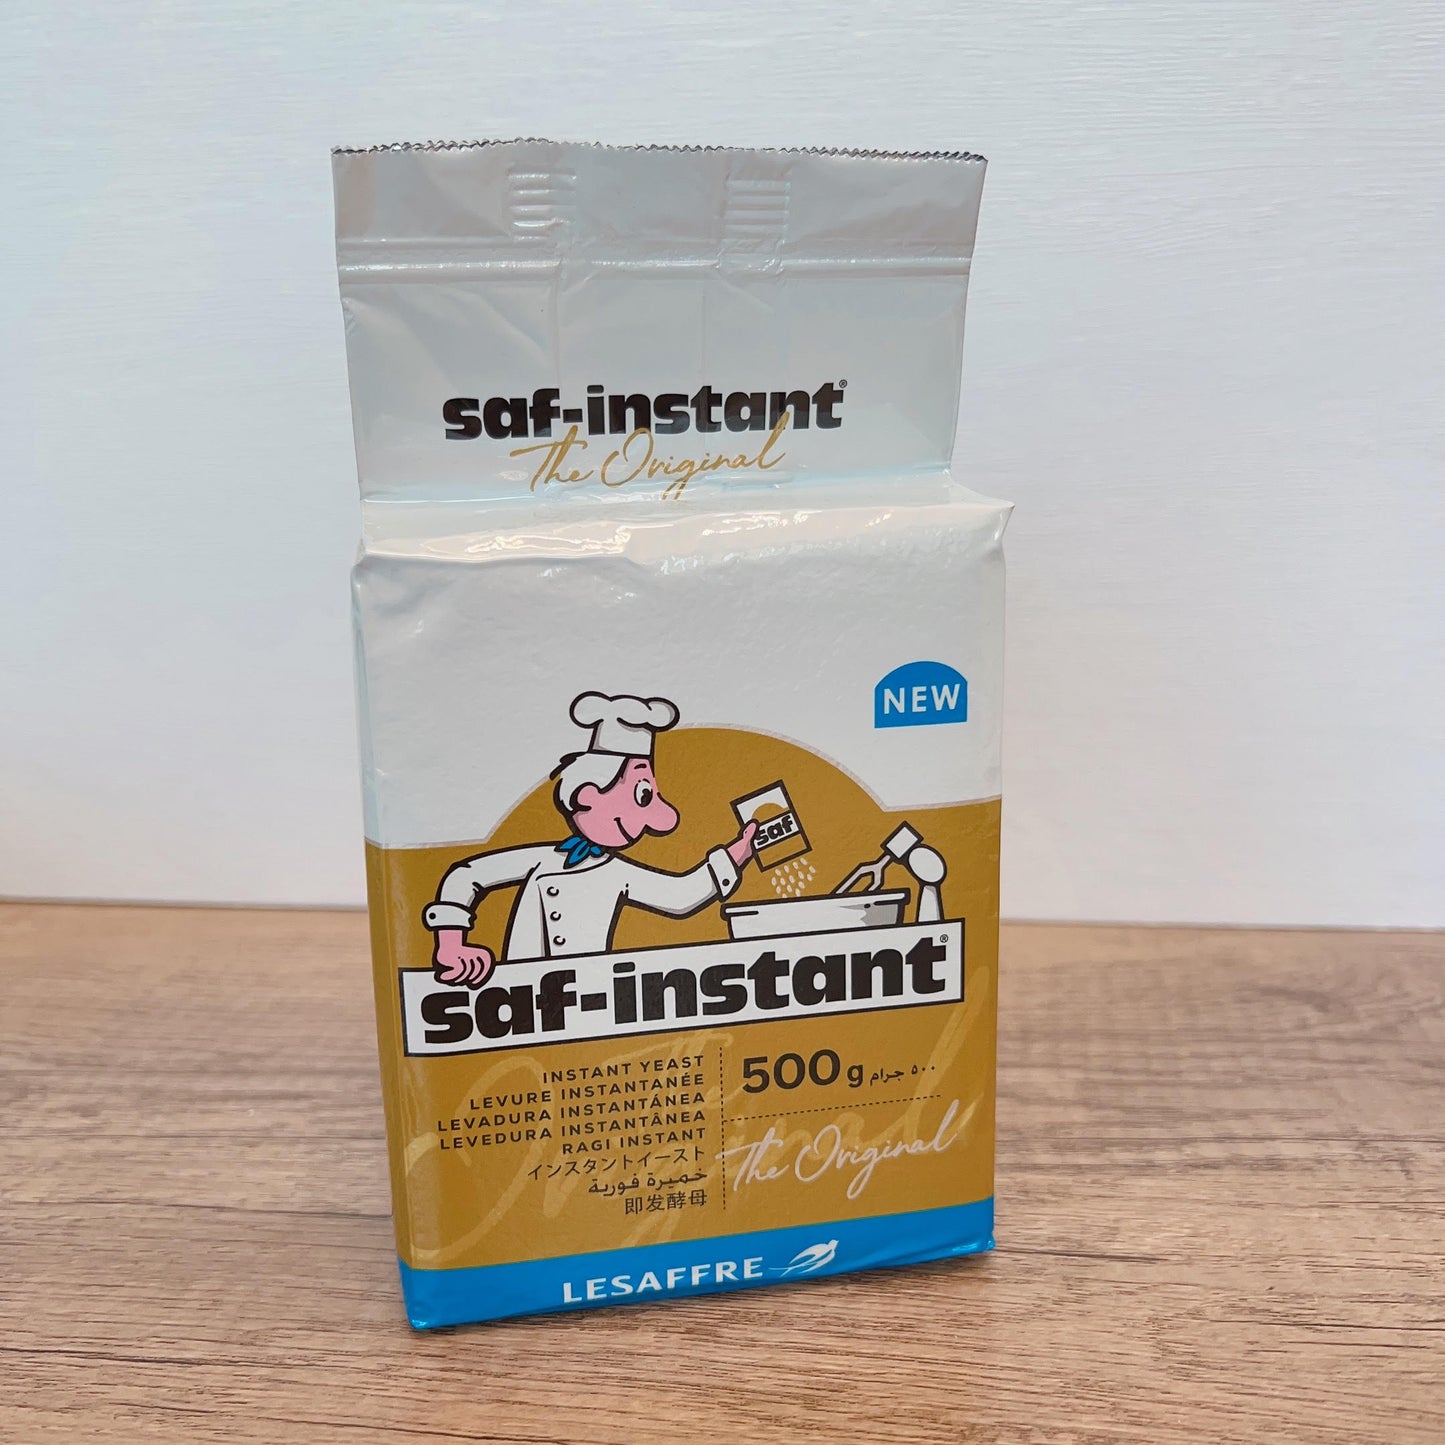 saf-instant®
The Original
NEW
saf
saf-instant®
INSTANT YEAST
LEVURE INSTANTANÉE
LEVADURA INSTANTÁNEA
LEVEDURA INSTANTÂNEA
RAGI INSTANT
インスタントイースト
خميرة فورية
即发酵母
500g ٥٠٠ جرام
The Original
LESAFFRE